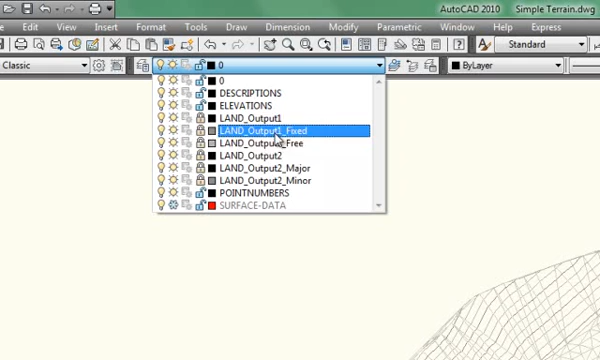 AutoCAD 2010 Simple Terrain.dwg
Edit View Insert Format Tools Draw Dimension Modify Parametric Window Help Express
Standard
Classic 0 ByLayer
0
DESCRIPTIONS
ELEVATIONS
LAND_Output1
LAND_Output1_Fixed
LAND_Output1_Free
LAND_Output2
LAND_Output2_Major
LAND_Output2_Minor
POINTNUMBERS
SURFACE-DATA